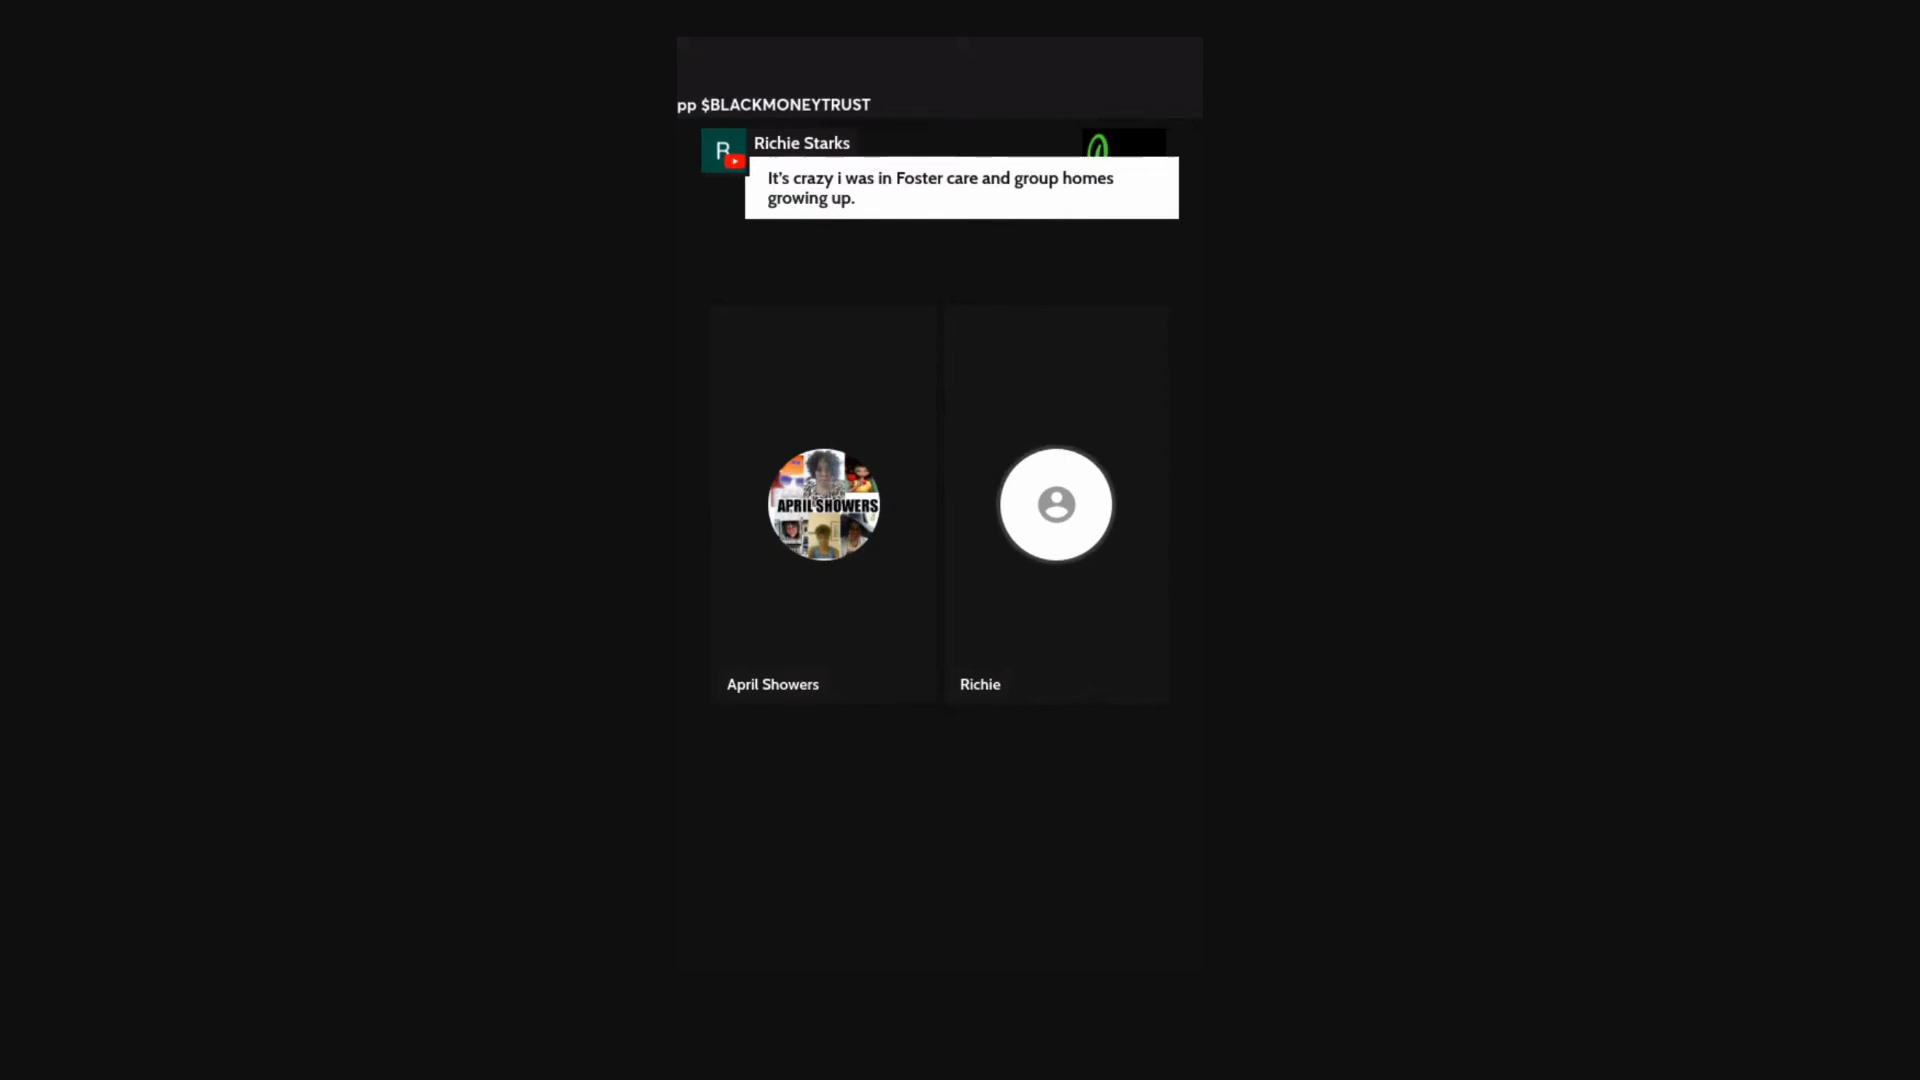 pp $BLACKMONEYTRUST
R
Richie Starks
It's crazy i was in Foster care and group homes
growing up.
APRIL SHOWERS
April Showers
Richie